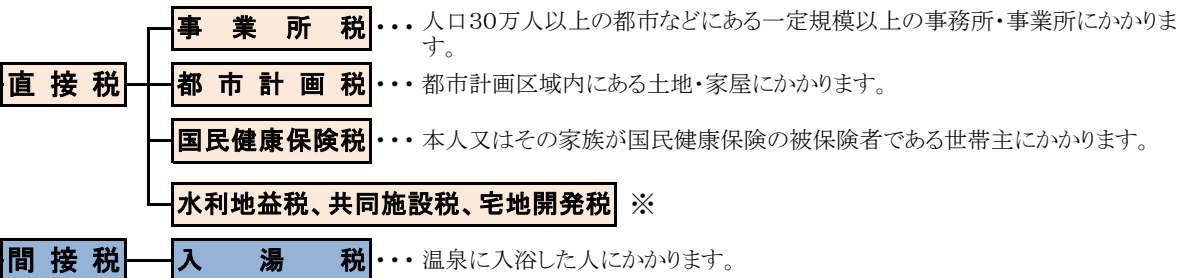 事業所税・・・人口30万人以上の都市などにある一定規模以上の事務所・事業所にかかりま
す。
直接税
都市計画税・・・都市計画区域内にある土地・家屋にかかります。
国民健康保険税・・・本人又はその家族が国民健康保険の被保険者である世帯主にかかります。
水利地益税、共同施設税、宅地開発税 ※
間接税
入湯税・・・温泉に入浴した人にかかります。